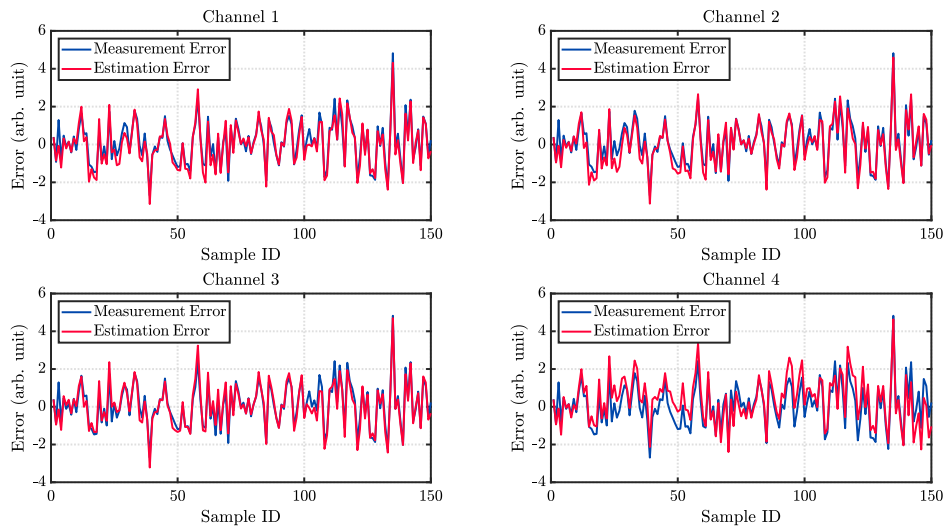 Channel 1
Error (arb. unit)
6
4
2
0
-2
-4
Measurement Error
Estimation Error
0
50
100
150
Sample ID
Channel 2
Error (arb. unit)
6
4
2
0
-2
-4
Measurement Error
Estimation Error
0
50
100
150
Sample ID
Channel 3
Error (arb. unit)
6
4
2
0
-2
-4
Measurement Error
Estimation Error
0
50
100
150
Sample ID
Channel 4
Error (arb. unit)
6
4
2
0
-2
-4
Measurement Error
Estimation Error
0
50
100
150
Sample ID